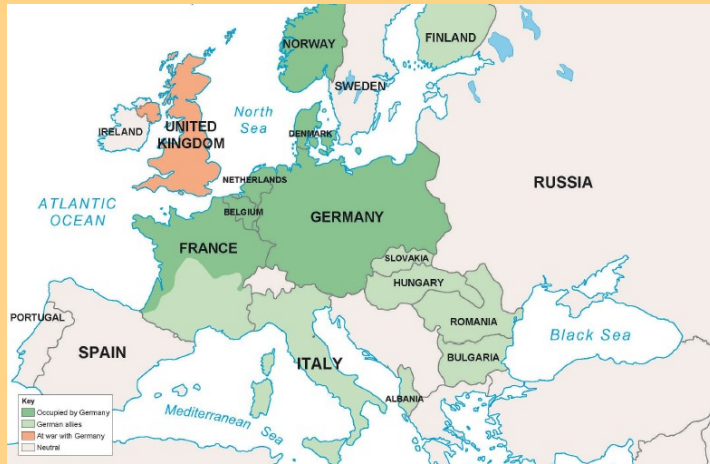 NORWAY
FINLAND
SWEDEN
North
Sea
IRELAND
UNITED
KINGDOM
DENMARK
RUSSIA
NETHERLANDS
ATLANTIC
OCEAN
BELGIUM
GERMANY
FRANCE
SLOVAKIA
HUNGARY
PORTUGAL
ROMANIA
Black Sea
SPAIN
ITALY
BULGARIA
ALBANIA
Mediterranean Sea
Key
Occupied by Germany
German allies
At war with Germany
Neutral